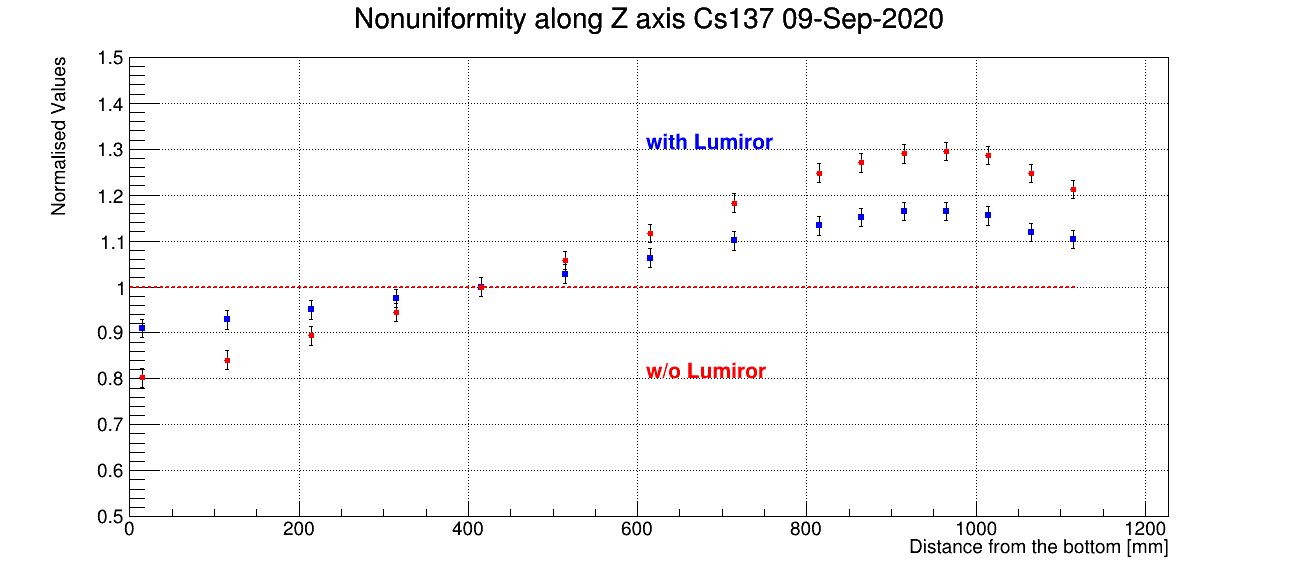 Nonuniformity along Z axis Cs137 09-Sep-2020
Normalised Values
1.5
1.4
1.3
1.2
1.1
1
0.9
0.8
0.7
0.6
0.5
with Lumiror
w/o Lumiror
0 200 400 600 800 1000 1200
Distance from the bottom [mm]